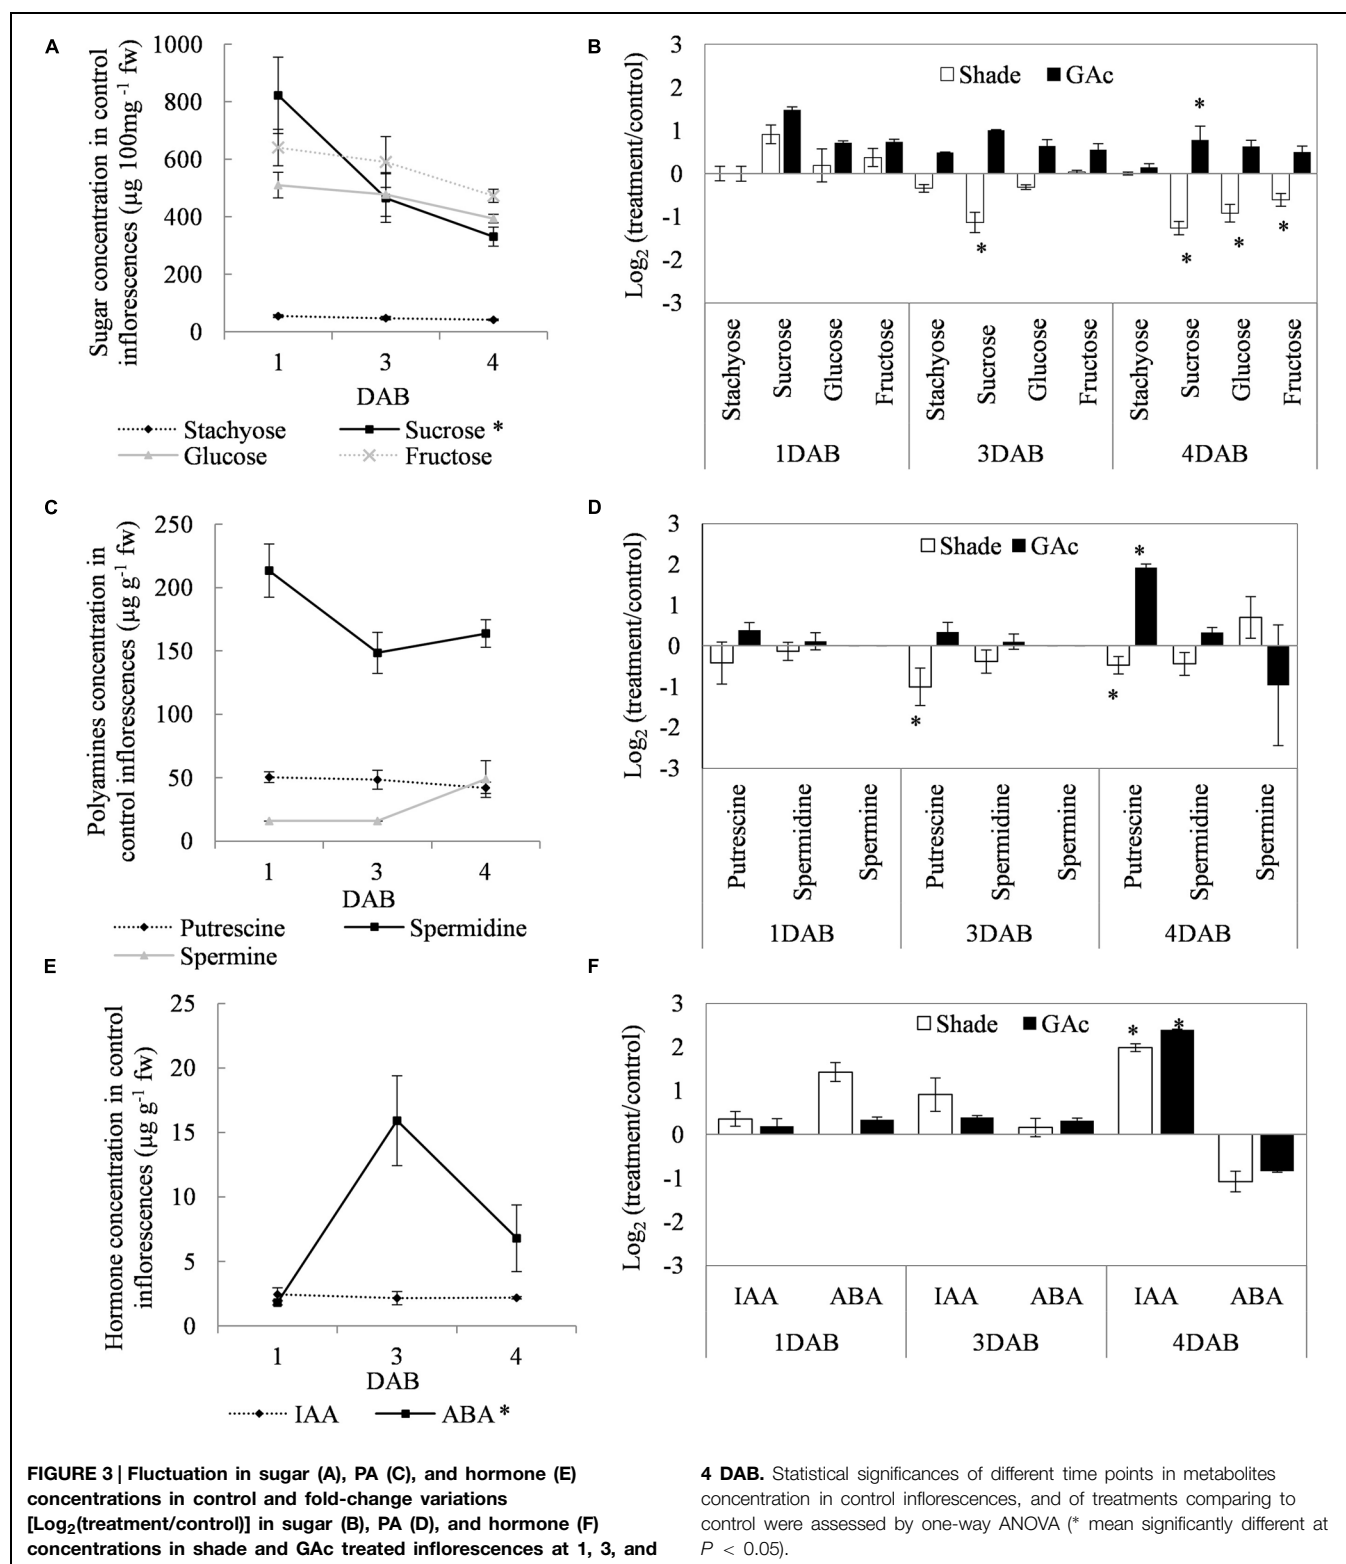 A
Sugar concentration in control
inflorescences (µg 100mg⁻¹ fw)
1000
800
600
400
200
0
1 3 4
DAB
Stachyose Sucrose *
Glucose Fructose
B
Log₂ (treatment/control)
3
2
1
0
-1
-2
-3
Shade GAc
*
* * * *
Stachyose Sucrose Glucose Fructose Stachyose Sucrose Glucose Fructose Stachyose Sucrose Glucose Fructose
1DAB 3DAB 4DAB
C
Polyamines concentration in
control inflorescences (µg g⁻¹ fw)
250
200
150
100
50
0
1 3 4
DAB
Putrescine Spermidine
Spermine
D
Log₂ (treatment/control)
3
2
1
0
-1
-2
-3
Shade GAc
*
* *
Putrescine Spermidine Spermine Putrescine Spermidine Spermine Putrescine Spermidine Spermine
1DAB 3DAB 4DAB
E
Hormone concentration in control
inflorescences (µg g⁻¹ fw)
25
20
15
10
5
0
1 3 4
DAB
IAA ABA *
F
Log₂ (treatment/control)
3
2
1
0
-1
-2
-3
Shade GAc
* *
IAA ABA IAA ABA IAA ABA
1DAB 3DAB 4DAB
FIGURE 3 | Fluctuation in sugar (A), PA (C), and hormone (E)
concentrations in control and fold-change variations
[Log₂(treatment/control)] in sugar (B), PA (D), and hormone (F)
concentrations in shade and GAc treated inflorescences at 1, 3, and
4 DAB. Statistical significances of different time points in metabolites
concentration in control inflorescences, and of treatments comparing to
control were assessed by one-way ANOVA (* mean significantly different at
P < 0.05).